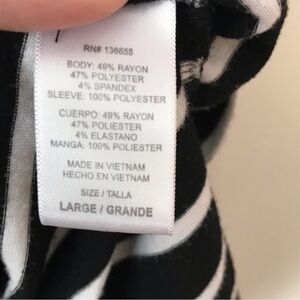 RN# 136655
BODY: 49% RAYON
47% POLYESTER
4% SPANDEX
SLEEVE: 100% POLYESTER
CUERPO: 49% RAYON
47% POLIESTER
4% ELASTANO
MANGA: 100% POLIESTER
MADE IN VIETNAM
HECHO EN VIETNAM
SIZE / TALLA
LARGE / GRANDE